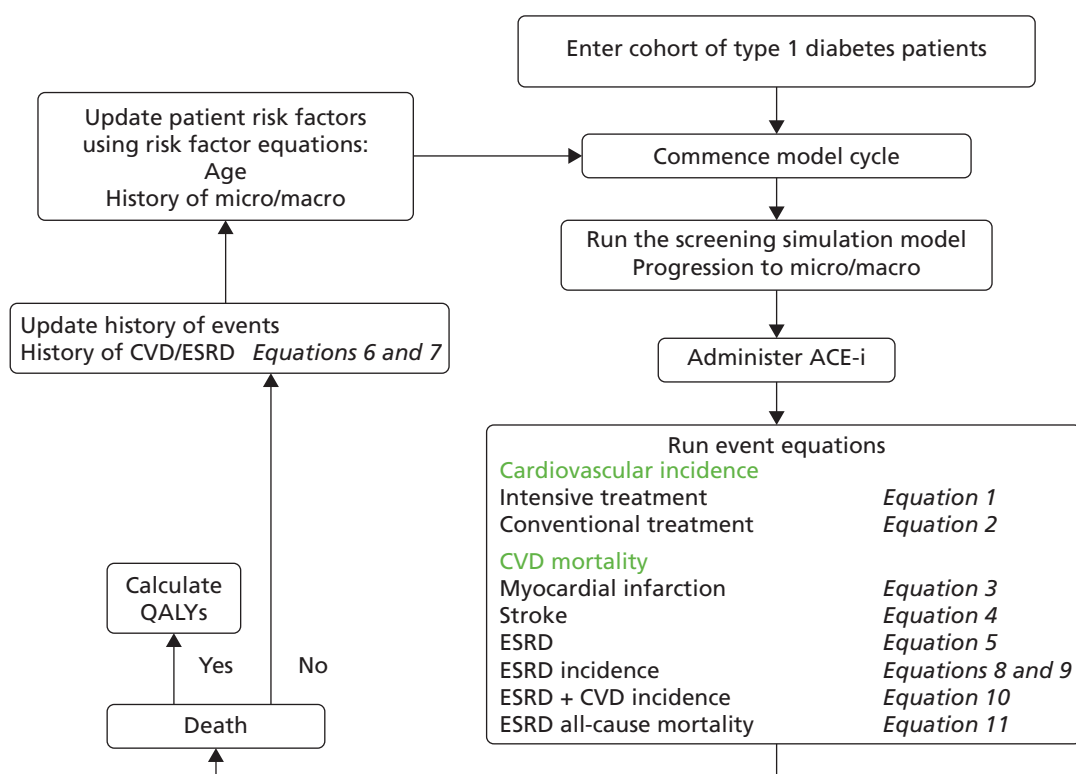 Enter cohort of type 1 diabetes patients
Update patient risk factors
using risk factor equations:
Age
History of micro/macro
Commence model cycle
Run the screening simulation model
Progression to micro/macro
Update history of events
History of CVD/ESRD Equations 6 and 7
Administer ACE-i
Run event equations
Cardiovascular incidence
Intensive treatment Equation 1
Conventional treatment Equation 2
CVD mortality
Myocardial infarction Equation 3
Stroke Equation 4
ESRD Equation 5
ESRD incidence Equations 8 and 9
ESRD + CVD incidence Equation 10
ESRD all-cause mortality Equation 11
Calculate
QALYs
Yes
No
Death